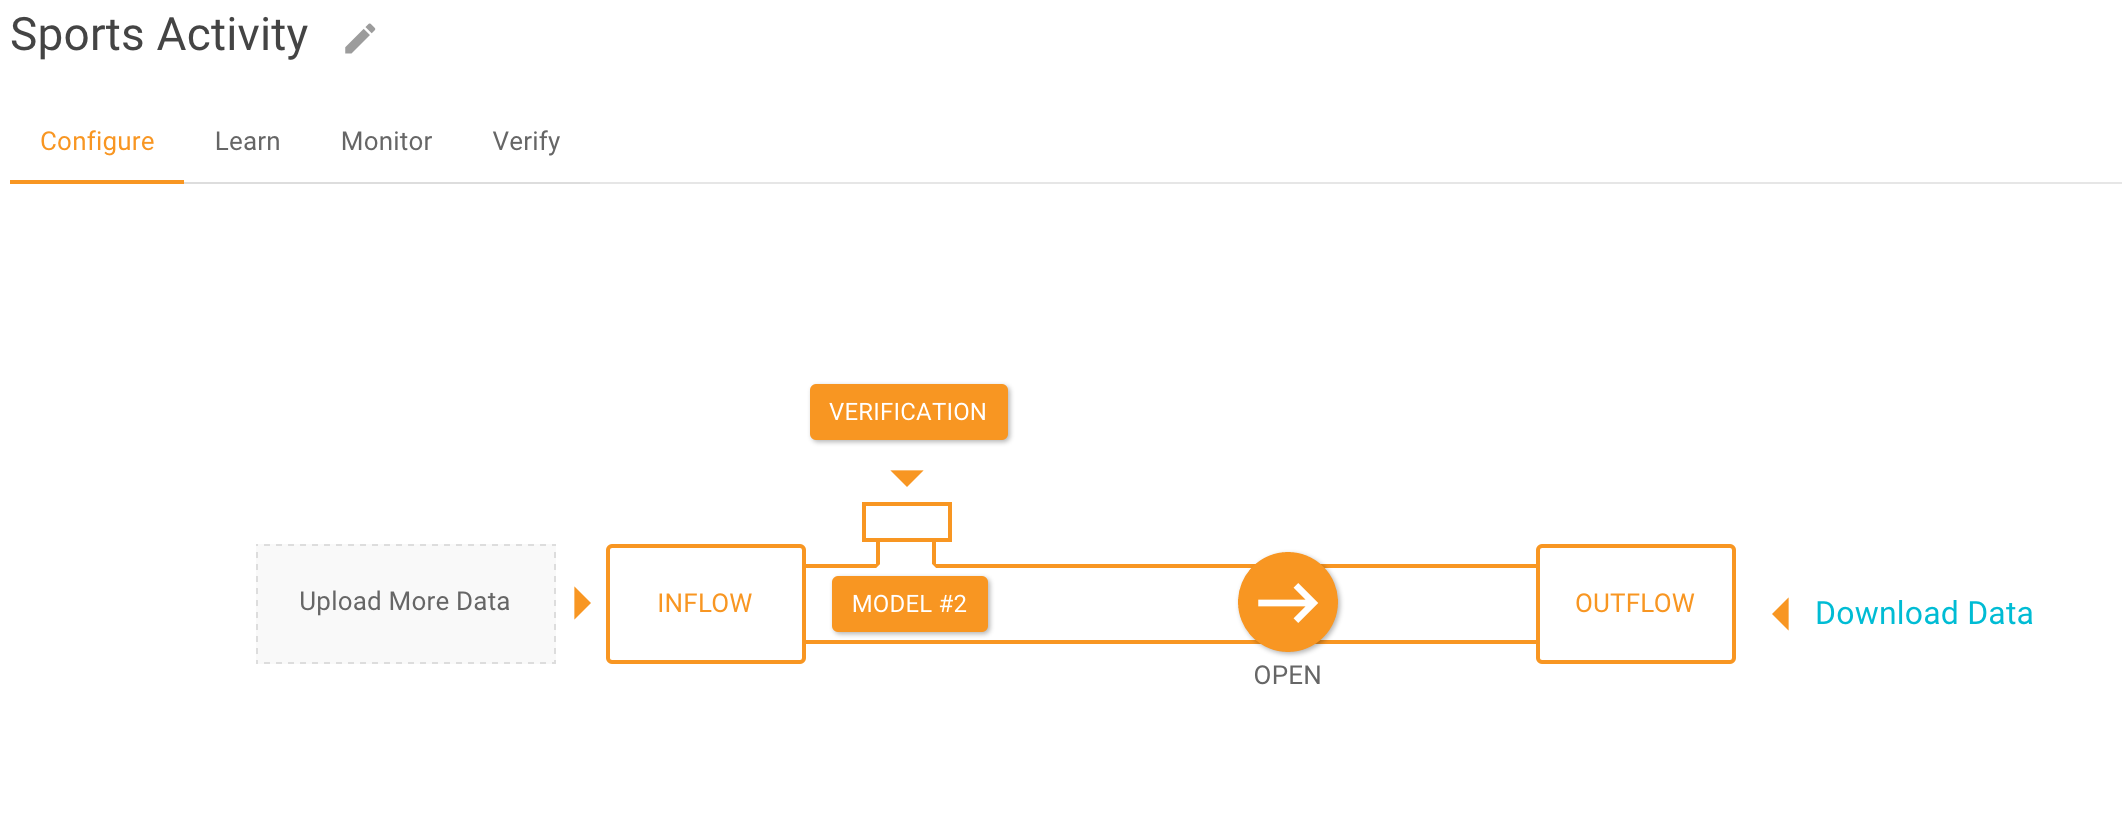 Sports Activity
Configure Learn Monitor Verify
VERIFICATION
Upload More Data
INFLOW
MODEL #2
OPEN
OUTFLOW
Download Data